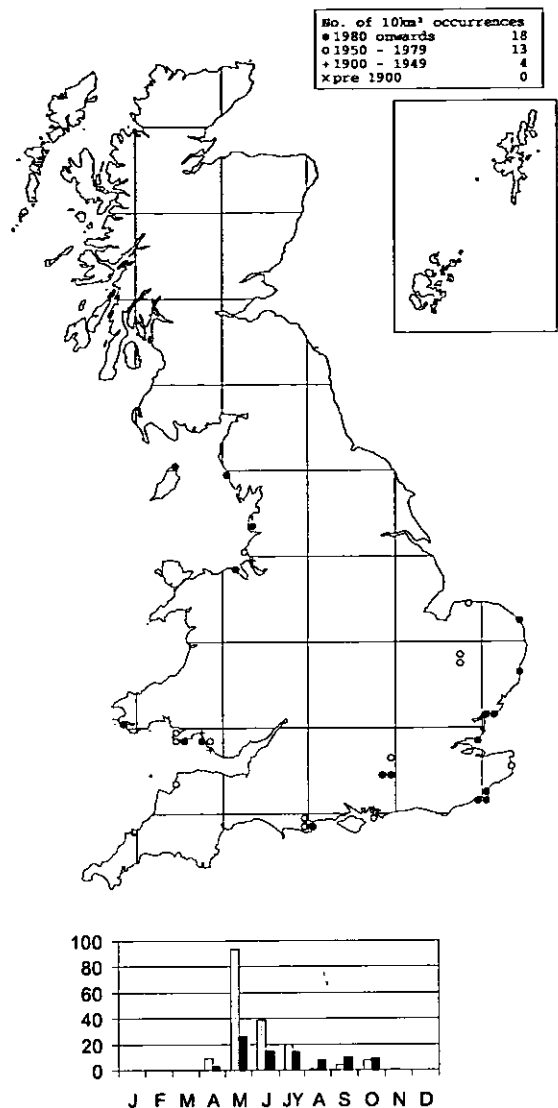 No. of 10km² occurrences
● 1980 onwards 18
○ 1950 - 1979 13
+ 1900 - 1949 4
× pre 1900 0
100
80
60
40
20
0
J F M A M J JY A S O N D